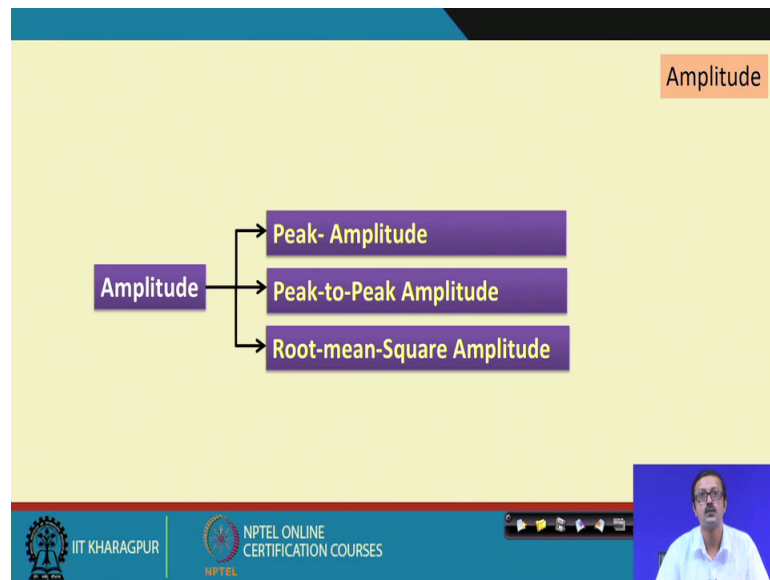 Amplitude
Amplitude
Peak- Amplitude
Peak-to-Peak Amplitude
Root-mean-Square Amplitude
IIT KHARAGPUR
NPTEL
NPTEL ONLINE
CERTIFICATION COURSES